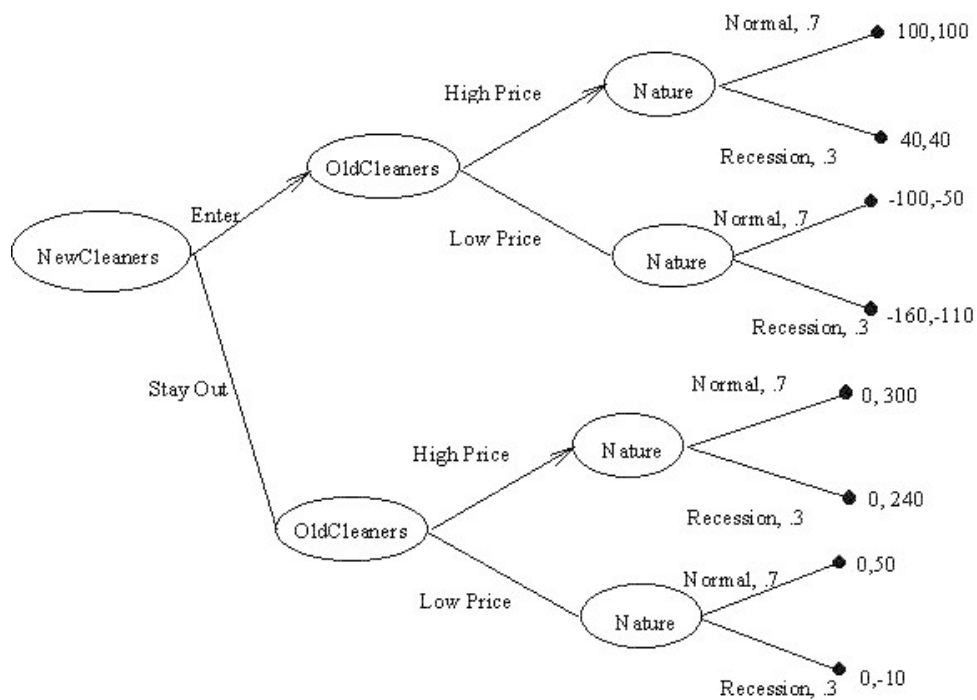 Normal, .7
100,100
High Price
Nature
40,40
Recession, .3
OldCleaners
-100,-50
Normal, .7
Enter
Low Price
NewCleaners
Nature
-160,-110
Recession, .3
Stay Out
Normal, .7
0,300
High Price
Nature
0,240
Recession, .3
OldCleaners
0,50
Normal, .7
Low Price
Nature
0,-10
Recession, .3